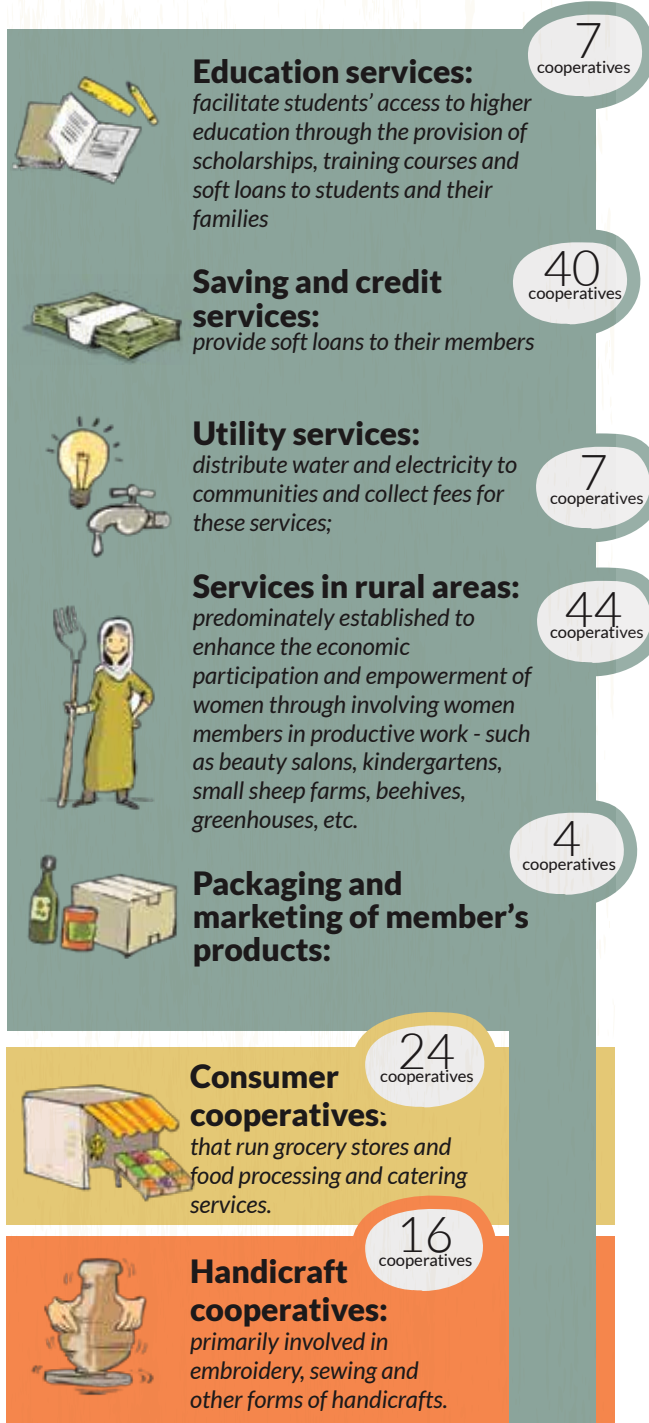 7
cooperatives
Education services:
facilitate students' access to higher
education through the provision of
scholarships, training courses and
soft loans to students and their
families
40
cooperatives
Saving and credit
services:
provide soft loans to their members
Utility services:
distribute water and electricity to
communities and collect fees for
these services;
7
cooperatives
Services in rural areas:
predominately established to
enhance the economic
participation and empowerment of
women through involving women
members in productive work - such
as beauty salons, kindergartens,
small sheep farms, beehives,
greenhouses, etc.
44
cooperatives
4
cooperatives
Packaging and
marketing of member’s
products:
24
cooperatives
Consumer
cooperatives:
that run grocery stores and
food processing and catering
services.
16
cooperatives
Handicraft
cooperatives:
primarily involved in
embroidery, sewing and
other forms of handicrafts.